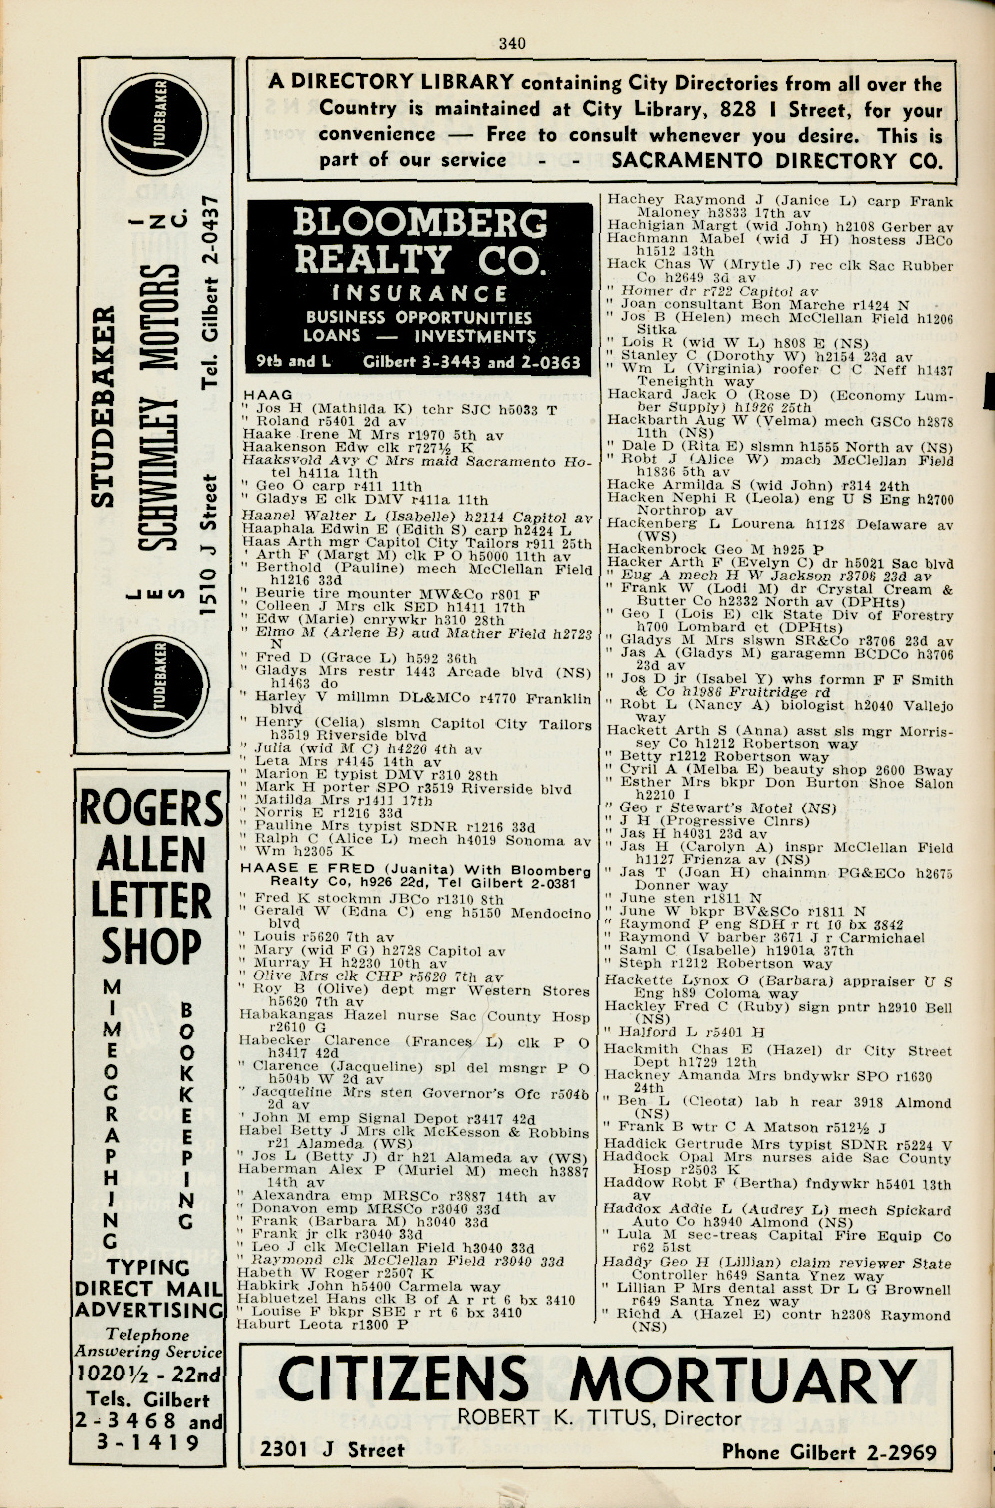 340
A DIRECTORY LIBRARY containing City Directories from all over the
Country is maintained at City Library, 828 I Street, for your
convenience — Free to consult whenever you desire. This is
part of our service - - SACRAMENTO DIRECTORY CO.
STUDEBAKER
STUDEBAKER
LES SCHWIMLEY MOTORS INC.
1510 J Street Tel. Gilbert 2-0437
STUDEBAKER
ROGERS
ALLEN
LETTER
SHOP
MIMEOGRAPHING
BOOKKEEPING
TYPING
DIRECT MAIL
ADVERTISING
Telephone
Answering Service
1020½ - 22nd
Tels. Gilbert
2-3468 and
3-1419
BLOOMBERG
REALTY CO.
INSURANCE
BUSINESS OPPORTUNITIES
LOANS — INVESTMENTS
9th and L Gilbert 3-3443 and 2-0363
HAAG
" Jos H (Mathilda K) tchr SJC h5033 T
" Roland r5401 2d av
Haake Irene M Mrs r1970 5th av
Haakenson Edw clk r727½ K
Haaksvold Avy C Mrs maid Sacramento Ho-
tel h411a 11th
" Geo O carp r411 11th
" Gladys E clk DMV r411a 11th
Haanel Walter L (Isabelle) h2114 Capitol av
Haaphala Edwin E (Edith S) carp h2424 L
Haas Arth mgr Capitol City Tailors r911 25th
' Arth F (Margt M) clk P O h5000 11th av
" Berthold (Pauline) mech McClellan Field
h1216 33d
" Beurie tire mounter MW&Co r801 F
" Colleen J Mrs clk SED h1411 17th
" Edw (Marie) cnrywkr h310 28th
" Elmo M (Arlene B) aud Mather Field h2723
N
" Fred D (Grace L) h592 36th
" Gladys Mrs restr 1443 Arcade blvd (NS)
h1463 do
" Harley V millmn DL&MCo r4770 Franklin
blvd
" Henry (Celia) slsmn Capitol City Tailors
h3519 Riverside blvd
" Julia (wid M C) h4220 4th av
" Leta Mrs r4145 14th av
" Marion E typist DMV r310 28th
" Mark H porter SPO r3519 Riverside blvd
" Matilda Mrs r1411 17th
" Norris E r1216 33d
" Pauline Mrs typist SDNR r1216 33d
" Ralph C (Alice L) mech h4019 Sonoma av
" Wm h2305 K
HAASE E FRED (Juanita) With Bloomberg
Realty Co, h926 22d, Tel Gilbert 2-0381
" Fred K stockmn JBCo r1310 8th
" Gerald W (Edna C) eng h5150 Mendocino
blvd
" Louis r5620 7th av
" Mary (wid F G) h2728 Capitol av
" Murray H h2230 10th av
" Olive Mrs clk CHP r5620 7th av
" Roy B (Olive) dept mgr Western Stores
h5620 7th av
Habakangas Hazel nurse Sac County Hosp
r2610 G
Habecker Clarence (Frances L) clk P O
h3417 42d
" Clarence (Jacqueline) spl del msngr P O
h504b W 2d av
" Jacqueline Mrs sten Governor's Ofc r504b
2d av
' John M emp Signal Depot r3417 42d
Habel Betty J Mrs clk McKesson & Robbins
r21 Alameda (WS)
" Jos L (Betty J) dr h21 Alameda av (WS)
Haberman Alex P (Muriel M) mech h3887
14th av
" Alexandra emp MRSCo r3887 14th av
" Donavon emp MRSCo r3040 33d
" Frank (Barbara M) h3040 33d
" Frank jr clk r3040 33d
" Leo J clk McClellan Field h3040 33d
" Raymond clk McClellan Field r3040 33d
Habeth W Roger r2507 K
Habkirk John h5400 Carmela way
Habluetzel Hans clk B of A r rt 6 bx 3410
" Louise F bkpr SBE r rt 6 bx 3410
Haburt Leota r1300 P
Hachey Raymond J (Janice L) carp Frank
Maloney h3833 17th av
Hachigian Margt (wid John) h2108 Gerber av
Hachmann Mabel (wid J H) hostess JBCo
h1512 13th
Hack Chas W (Mrytle J) rec clk Sac Rubber
Co h2649 3d av
" Homer dr r722 Capitol av
" Joan consultant Bon Marche r1424 N
" Jos B (Helen) mech McClellan Field h1206
Sitka
" Lois R (wid W L) h808 E (NS)
" Stanley C (Dorothy W) h2154 23d av
" Wm L (Virginia) roofer C C Neff h1437
Teneighth way
Hackard Jack O (Rose D) (Economy Lum-
ber Supply) h1926 25th
Hackbarth Aug W (Velma) mech GSCo h2878
11th (NS)
" Dale D (Rita E) slsmn h1555 North av (NS)
" Robt J (Alice W) mach McClellan Field
h1836 5th av
Hacke Armilda S (wid John) r314 24th
Hacken Nephi R (Leola) eng U S Eng h2700
Northrop av
Hackenberg L Lourena h1128 Delaware av
(WS)
Hackenbrock Geo M h925 P
Hacker Arth F (Evelyn C) dr h5021 Sac blvd
" Eug A mech H W Jackson r3706 23d av
" Frank W (Lodi M) dr Crystal Cream &
Butter Co h2332 North av (DPHts)
" Geo I (Lois E) clk State Div of Forestry
h700 Lombard ct (DPHts)
" Gladys M Mrs slswn SR&Co r3706 23d av
" Jas A (Gladys M) garagemn BCDCo h3706
23d av
" Jos D jr (Isabel Y) whs formn F F Smith
& Co h1986 Fruitridge rd
" Robt L (Nancy A) biologist h2040 Vallejo
way
Hackett Arth S (Anna) asst sls mgr Morris-
sey Co h1212 Robertson way
" Betty r1212 Robertson way
" Cyril A (Melba E) beauty shop 2600 Bway
" Esther Mrs bkpr Don Burton Shoe Salon
h2210 I
" Geo r Stewart's Motel (NS)
" J H (Progressive Clnrs)
" Jas H h4031 23d av
" Jas H (Carolyn A) inspr McClellan Field
h1127 Frienza av (NS)
" Jas T (Joan H) chainmn PG&ECo h2675
Donner way
" June sten r1811 N
" June W bkpr BV&SCo r1811 N
" Raymond P eng SDH r rt 10 bx 3842
" Raymond V barber 3671 J r Carmichael
" Saml C (Isabelle) h1901a 37th
" Steph r1212 Robertson way
Hackette Lynox O (Barbara) appraiser U S
Eng h89 Coloma way
Hackley Fred C (Ruby) sign pntr h2910 Bell
(NS)
" Halford L r5401 H
Hackmith Chas E (Hazel) dr City Street
Dept h1729 12th
Hackney Amanda Mrs bndywkr SPO r1630
24th
" Ben L (Cleota) lab h rear 3918 Almond
(NS)
" Frank B wtr C A Matson r512½ J
Haddick Gertrude Mrs typist SDNR r5224 V
Haddock Opal Mrs nurses aide Sac County
Hosp r2503 K
Haddow Robt F (Bertha) fndywkr h5401 13th
av
Haddox Addie L (Audrey L) mech Spickard
Auto Co h3940 Almond (NS)
" Lula M sec-treas Capital Fire Equip Co
r62 51st
Haddy Geo H (Lillian) claim reviewer State
Controller h649 Santa Ynez way
" Lillian P Mrs dental asst Dr L G Brownell
r649 Santa Ynez way
" Richd A (Hazel E) contr h2308 Raymond
(NS)
CITIZENS MORTUARY
ROBERT K. TITUS, Director
2301 J Street Phone Gilbert 2-2969